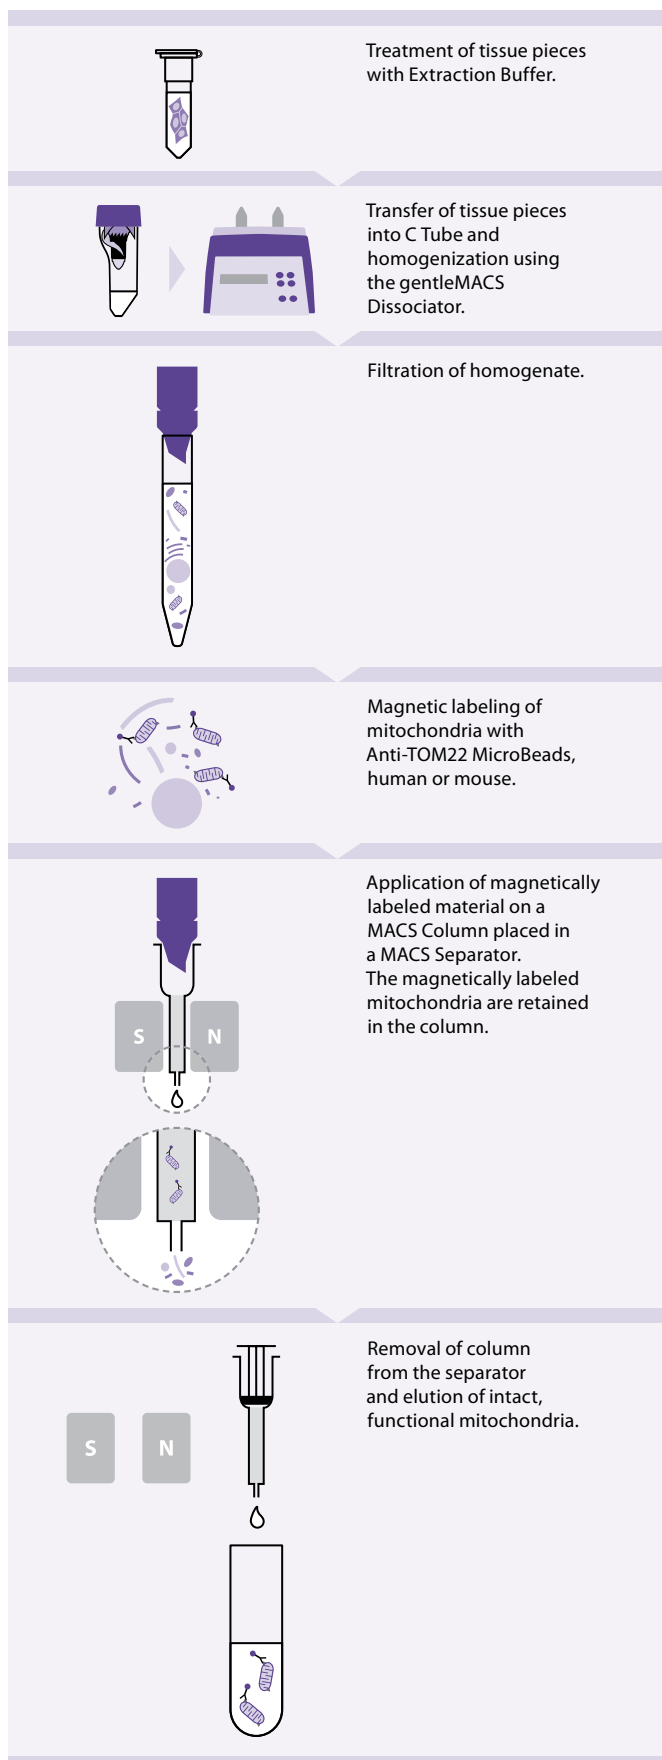 Treatment of tissue pieces
with Extraction Buffer.
Transfer of tissue pieces
into C Tube and
homogenization using
the gentleMACS
Dissociator.
Filtration of homogenate.
Magnetic labeling of
mitochondria with
Anti-TOM22 MicroBeads,
human or mouse.
Application of magnetically
labeled material on a
MACS Column placed in
a MACS Separator.
The magnetically labeled
mitochondria are retained
in the column.
S N
Removal of column
from the separator
and elution of intact,
functional mitochondria.
S N